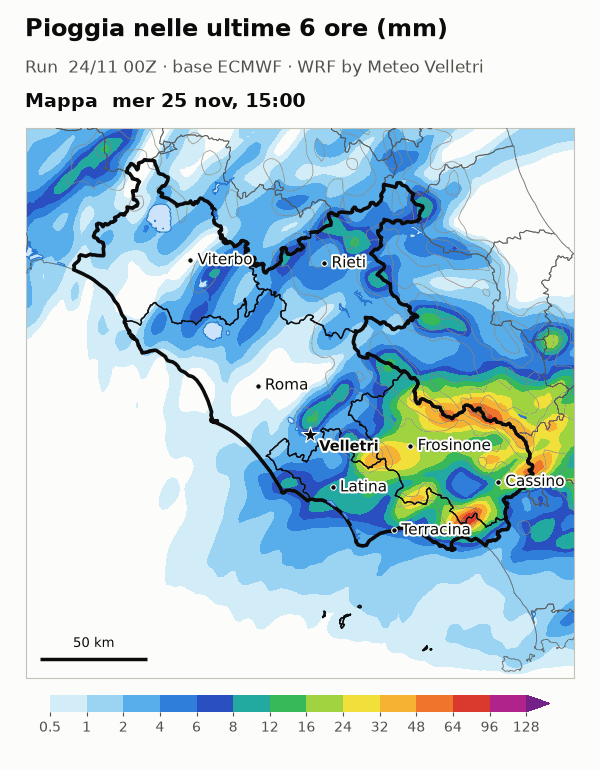 Pioggia nelle ultime 6 ore (mm)
Run  24/11 00Z · base ECMWF · WRF by Meteo Velletri
Mappa  mer 25 nov, 15:00
Viterbo
Rieti
Roma
Velletri
Frosinone
Cassino
Latina
Terracina
50 km
0.5 1 2 4 6 8 12 16 24 32 48 64 96 128